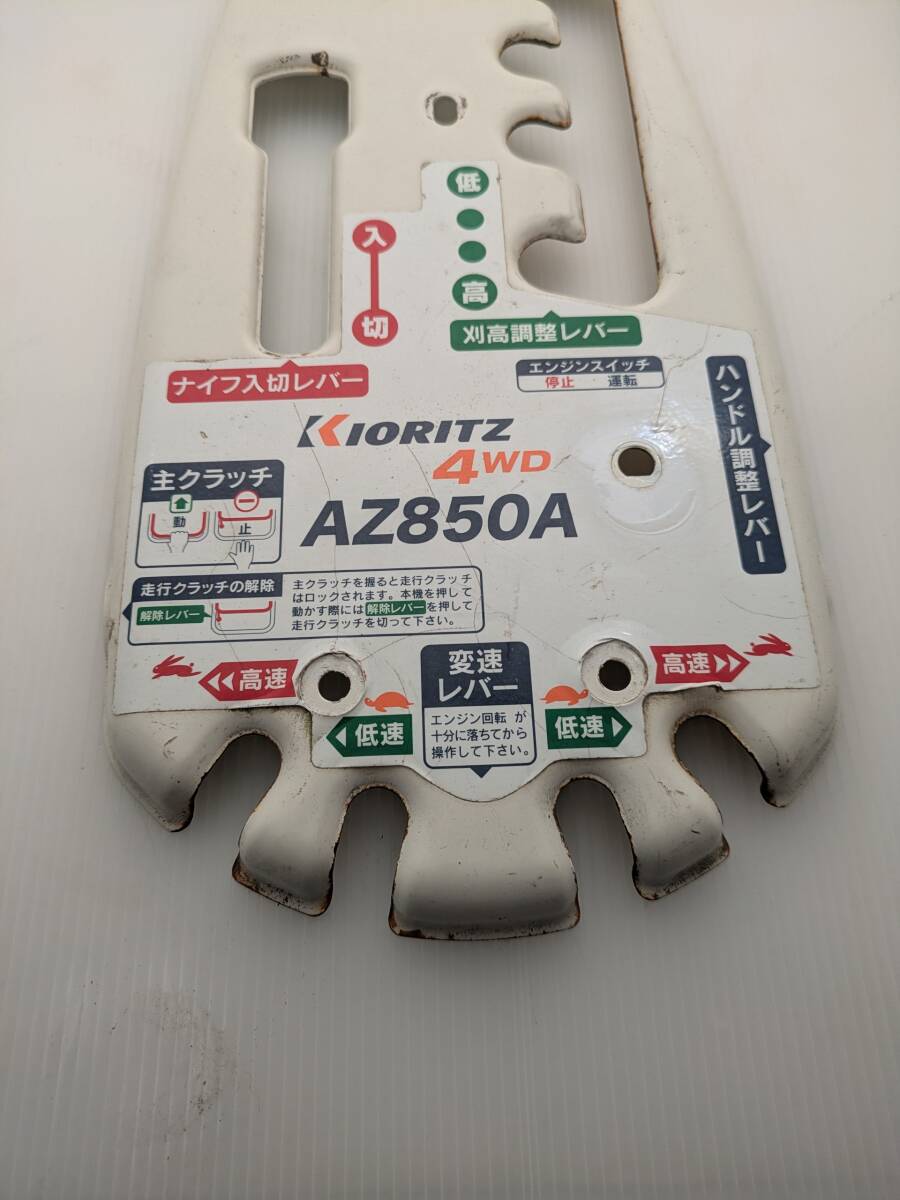 低
高
入
切
刈高調整レバー
ナイフ入切レバー
エンジンスイッチ
停止 運転
ハンドル調整レバー
KIORITZ
4WD
AZ850A
主クラッチ
動
止
走行クラッチの解除
解除レバー
主クラッチを握ると走行クラッチ
はロックされます。本機を押して
動かす際には 解除レバー を押して
走行クラッチを切って下さい。
高速
低速
変速
レバー
エンジン回転 が
十分に落ちてから
操作して下さい。
低速
高速